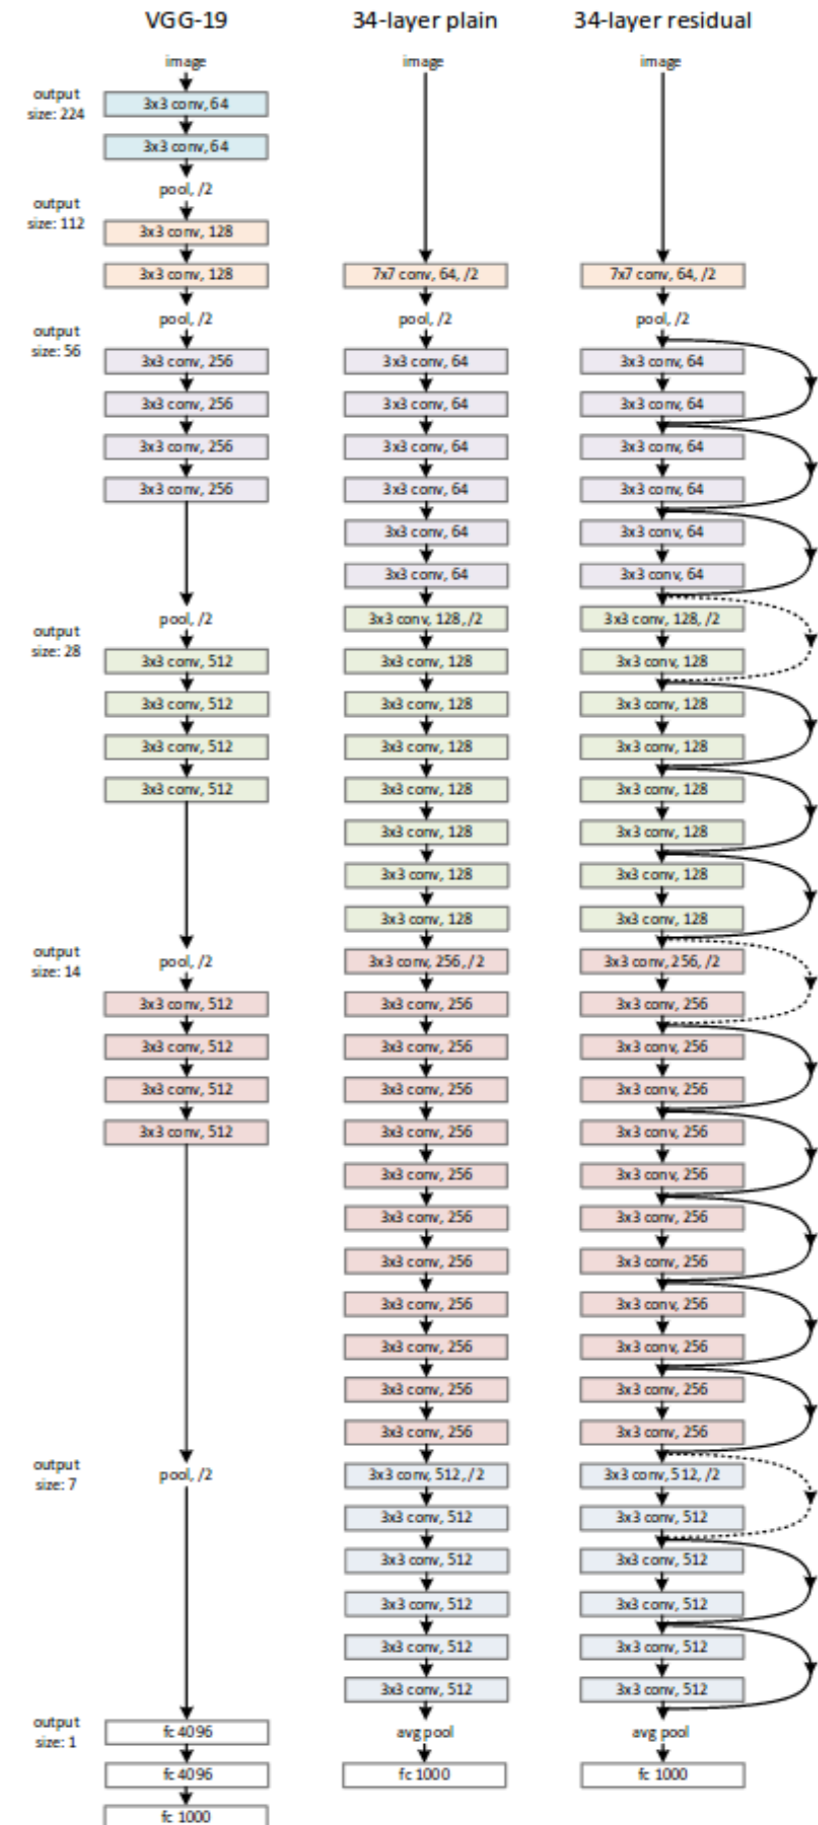 output
size: 224
output
size: 112
output
size: 56
output
size: 28
output
size: 14
output
size: 7
output
size: 1
VGG-19
image
3x3 conv, 64
3x3 conv, 64
pool, /2
3x3 conv, 128
3x3 conv, 128
pool, /2
3x3 conv, 256
3x3 conv, 256
3x3 conv, 256
3x3 conv, 256
pool, /2
3x3 conv, 512
3x3 conv, 512
3x3 conv, 512
3x3 conv, 512
pool, /2
3x3 conv, 512
3x3 conv, 512
3x3 conv, 512
3x3 conv, 512
pool, /2
fc 4096
fc 4096
fc 1000
34-layer plain
image
7x7 conv, 64, /2
pool, /2
3x3 conv, 64
3x3 conv, 64
3x3 conv, 64
3x3 conv, 64
3x3 conv, 64
3x3 conv, 64
3x3 conv, 128, /2
3x3 conv, 128
3x3 conv, 128
3x3 conv, 128
3x3 conv, 128
3x3 conv, 128
3x3 conv, 128
3x3 conv, 128
3x3 conv, 256, /2
3x3 conv, 256
3x3 conv, 256
3x3 conv, 256
3x3 conv, 256
3x3 conv, 256
3x3 conv, 256
3x3 conv, 256
3x3 conv, 256
3x3 conv, 256
3x3 conv, 256
3x3 conv, 256
3x3 conv, 512, /2
3x3 conv, 512
3x3 conv, 512
3x3 conv, 512
3x3 conv, 512
3x3 conv, 512
avg pool
fc 1000
34-layer residual
image
7x7 conv, 64, /2
pool, /2
3x3 conv, 64
3x3 conv, 64
3x3 conv, 64
3x3 conv, 64
3x3 conv, 64
3x3 conv, 64
3x3 conv, 128, /2
3x3 conv, 128
3x3 conv, 128
3x3 conv, 128
3x3 conv, 128
3x3 conv, 128
3x3 conv, 128
3x3 conv, 128
3x3 conv, 256, /2
3x3 conv, 256
3x3 conv, 256
3x3 conv, 256
3x3 conv, 256
3x3 conv, 256
3x3 conv, 256
3x3 conv, 256
3x3 conv, 256
3x3 conv, 256
3x3 conv, 256
3x3 conv, 256
3x3 conv, 512, /2
3x3 conv, 512
3x3 conv, 512
3x3 conv, 512
3x3 conv, 512
3x3 conv, 512
avg pool
fc 1000